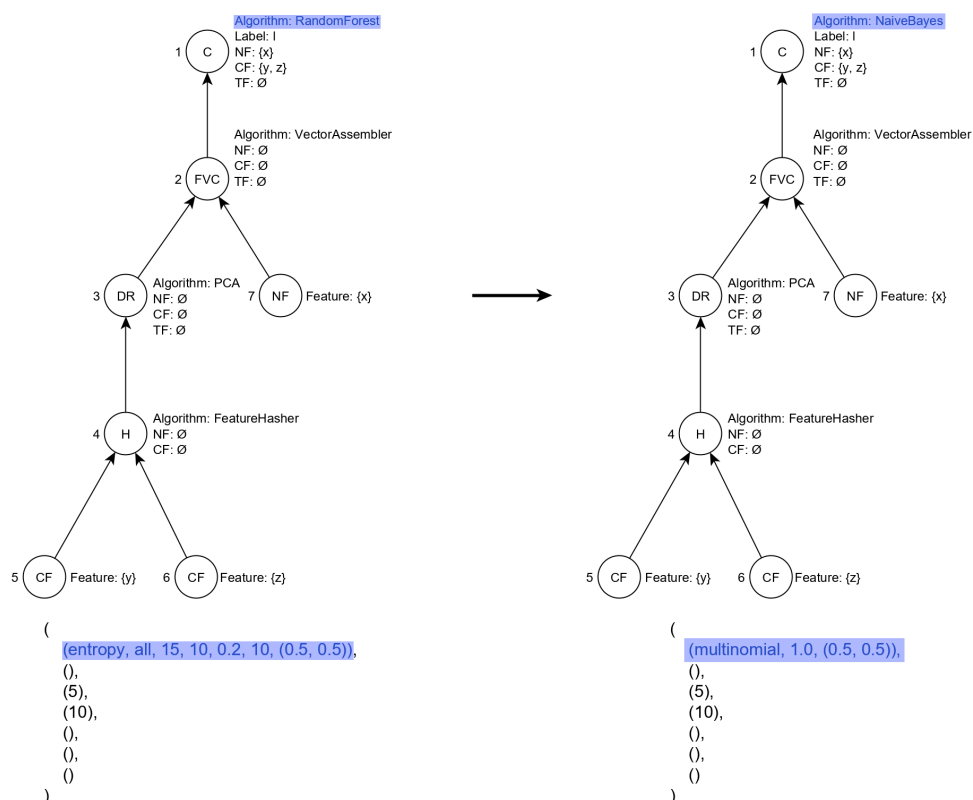 Algorithm: RandomForest
Label: l
NF: {x}
CF: {y, z}
TF: Ø
1
C
Algorithm: VectorAssembler
NF: Ø
CF: Ø
TF: Ø
2
FVC
Algorithm: PCA
NF: Ø
CF: Ø
TF: Ø
3
DR
7
NF
Feature: {x}
Algorithm: FeatureHasher
NF: Ø
CF: Ø
4
H
5
CF
Feature: {y}
6
CF
Feature: {z}
(
(entropy, all, 15, 10, 0.2, 10, (0.5, 0.5)),
(),
(5),
(10),
(),
(),
()
)
Algorithm: NaiveBayes
Label: l
NF: {x}
CF: {y, z}
TF: Ø
1
C
Algorithm: VectorAssembler
NF: Ø
CF: Ø
TF: Ø
2
FVC
Algorithm: PCA
NF: Ø
CF: Ø
TF: Ø
3
DR
7
NF
Feature: {x}
Algorithm: FeatureHasher
NF: Ø
CF: Ø
4
H
5
CF
Feature: {y}
6
CF
Feature: {z}
(
(multinomial, 1.0, (0.5, 0.5)),
(),
(5),
(10),
(),
(),
()
)